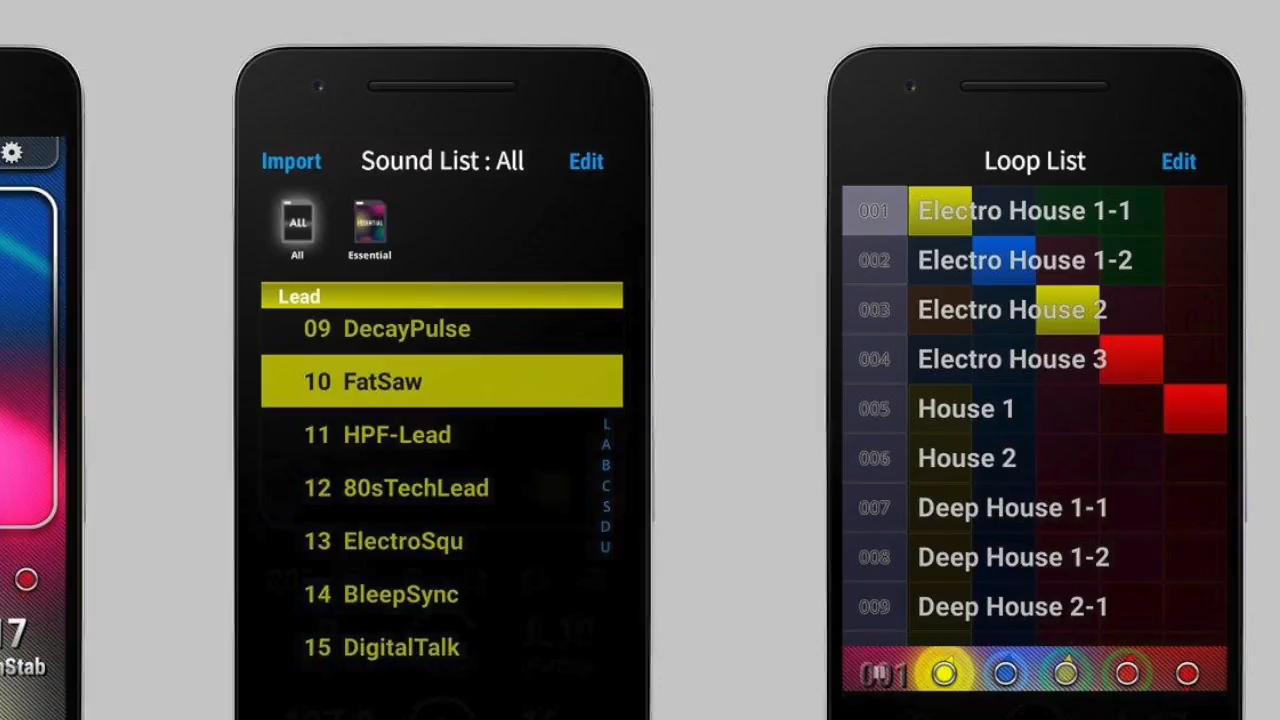 17
nStab
Import
Sound List : All
Edit
ALL
ESSENTIAL
All
Essential
Lead
09 DecayPulse
10 FatSaw
11 HPF-Lead
12 80sTechLead
13 ElectroSqu
14 BleepSync
15 DigitalTalk
L
A
B
C
S
D
U
Loop List
Edit
001 Electro House 1-1
002 Electro House 1-2
003 Electro House 2
004 Electro House 3
005 House 1
006 House 2
007 Deep House 1-1
008 Deep House 1-2
009 Deep House 2-1
001